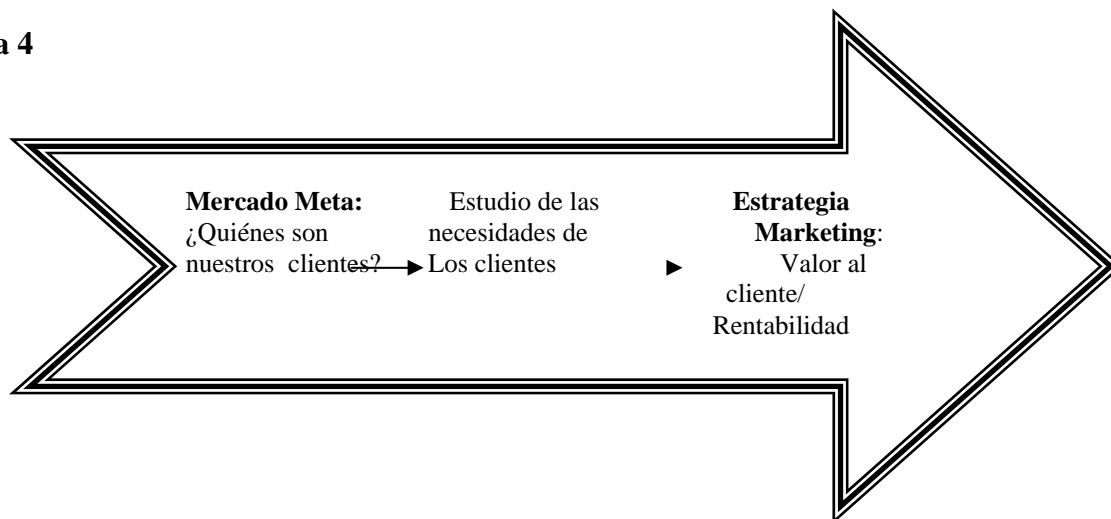 a 4
Mercado Meta:
¿Quiénes son
nuestros clientes?
Estudio de las
necesidades de
Los clientes
Estrategia
Marketing:
Valor al
cliente/
Rentabilidad